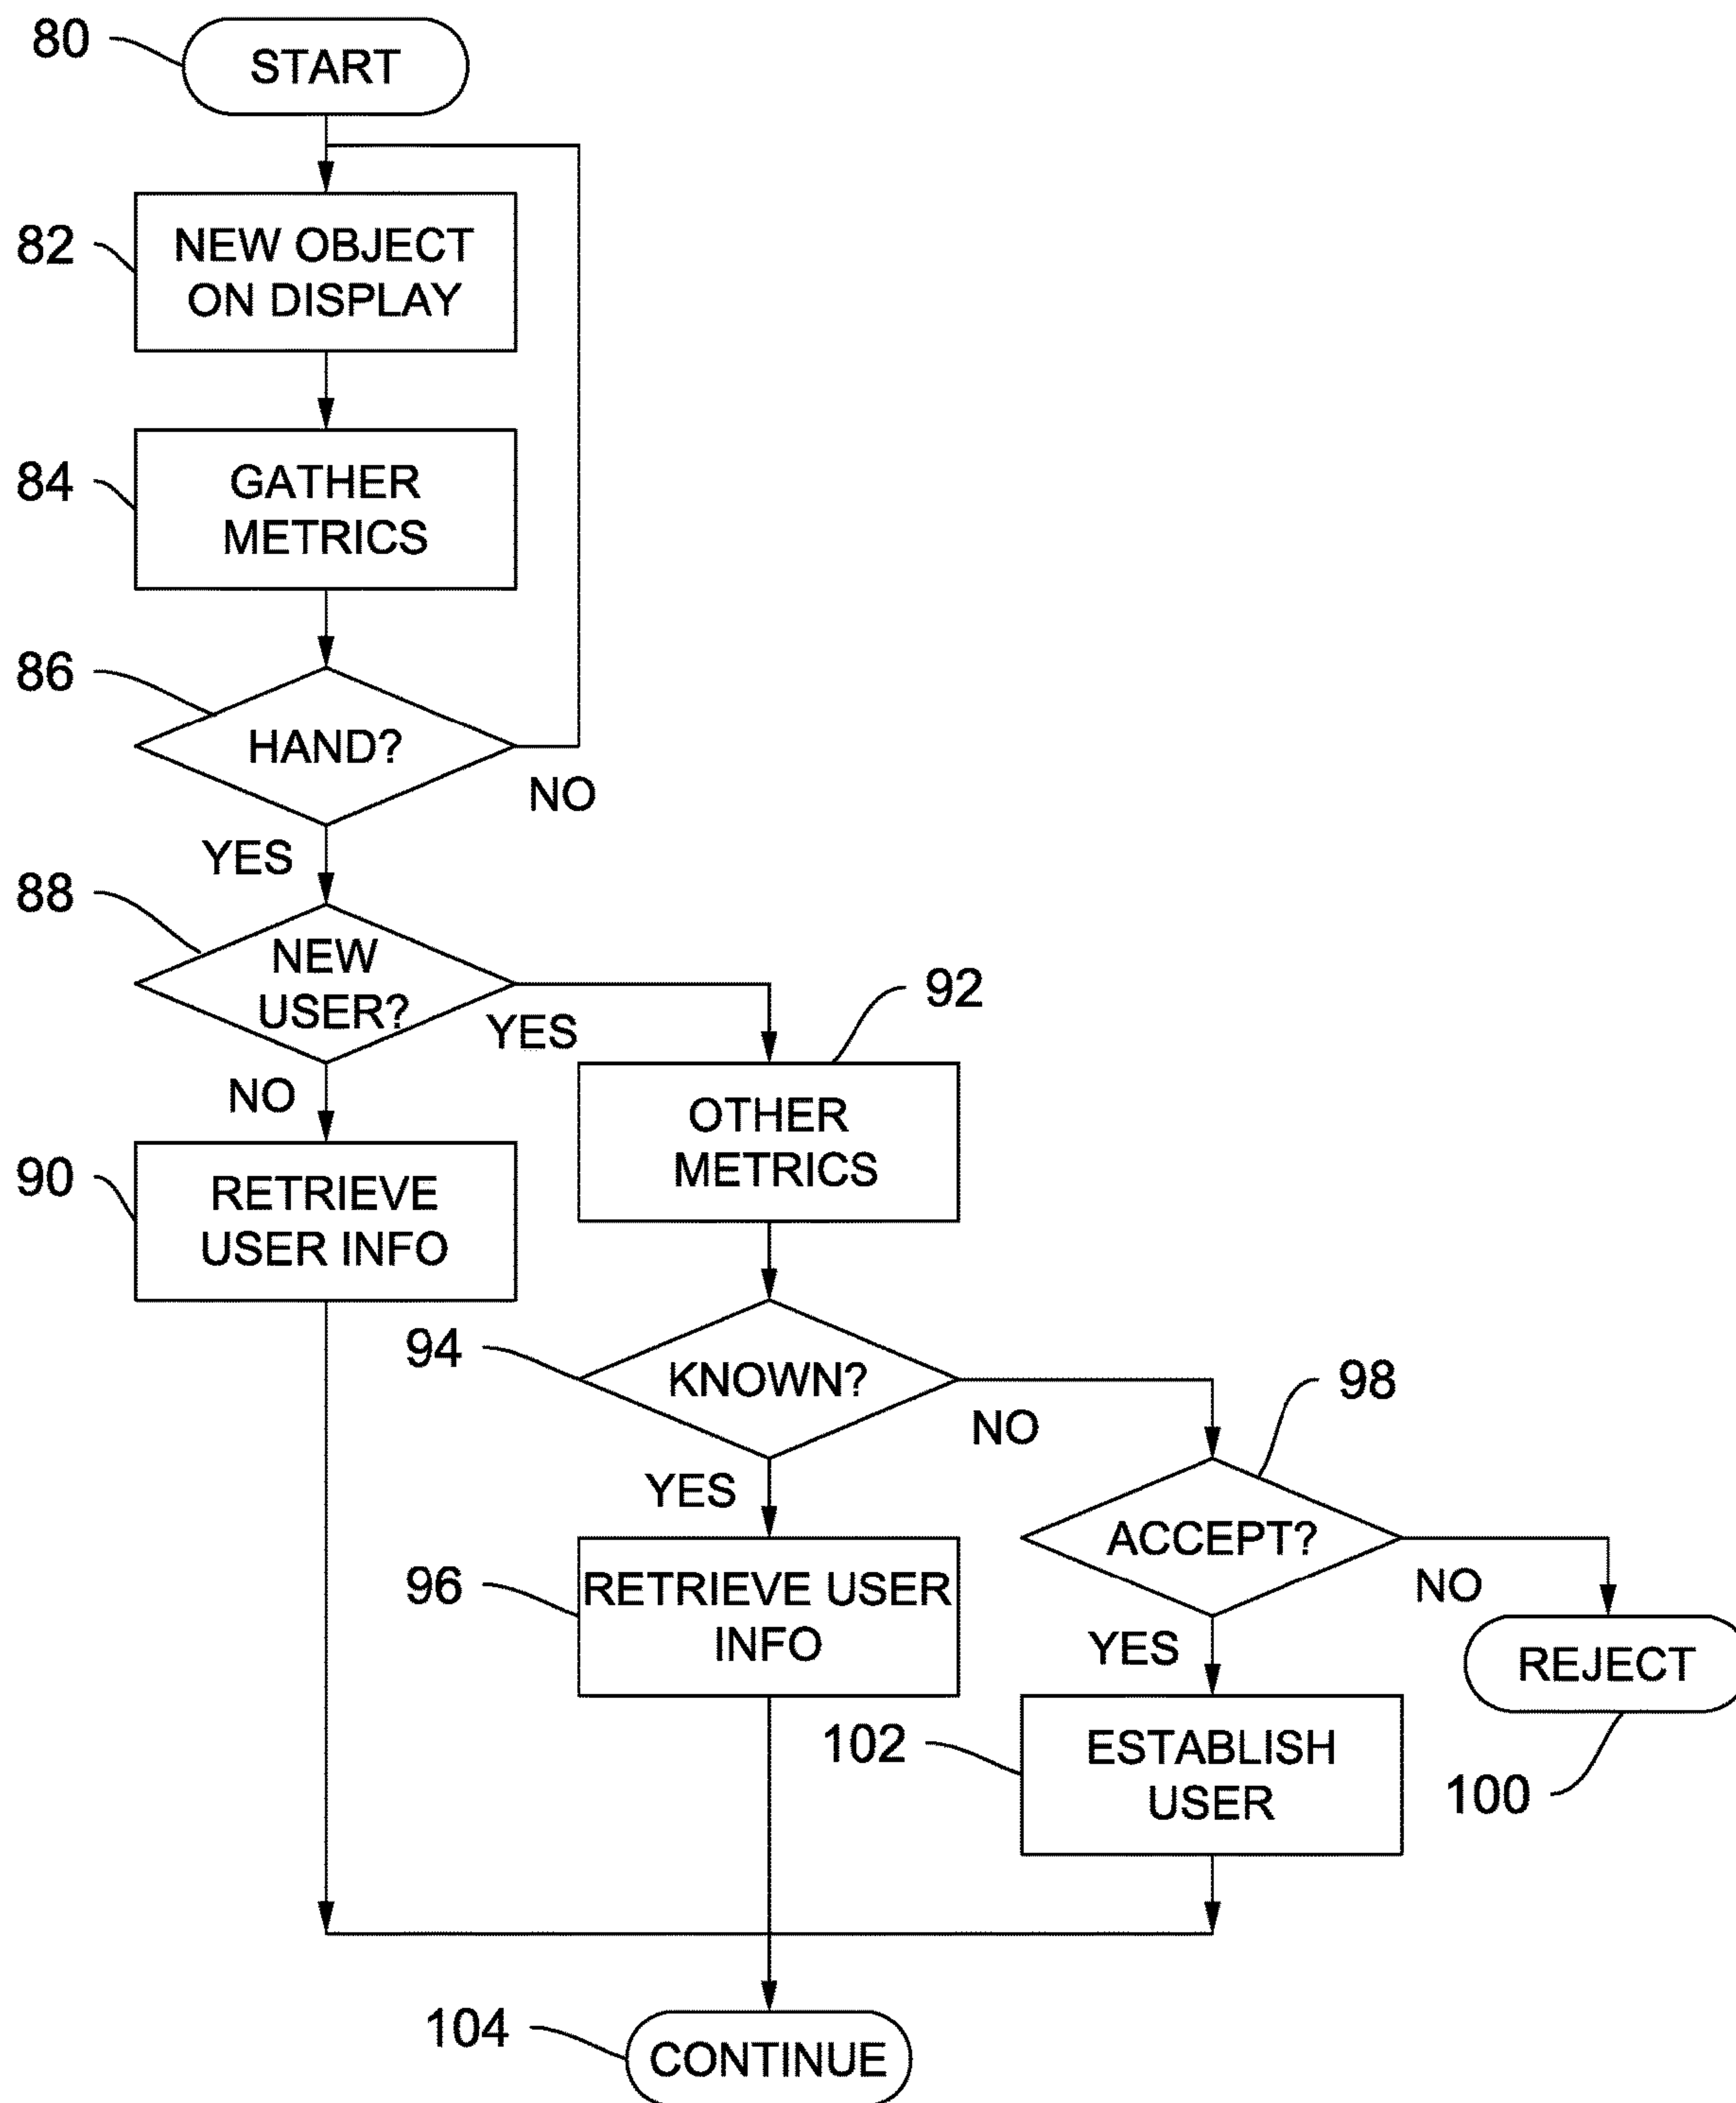 80
START
82
NEW OBJECT
ON DISPLAY
84
GATHER
METRICS
86
HAND?
NO
YES
88
NEW
USER?
YES
NO
92
OTHER
METRICS
90
RETRIEVE
USER INFO
94
KNOWN?
NO
YES
98
ACCEPT?
NO
YES
96
RETRIEVE USER
INFO
REJECT
100
102
ESTABLISH
USER
104
CONTINUE